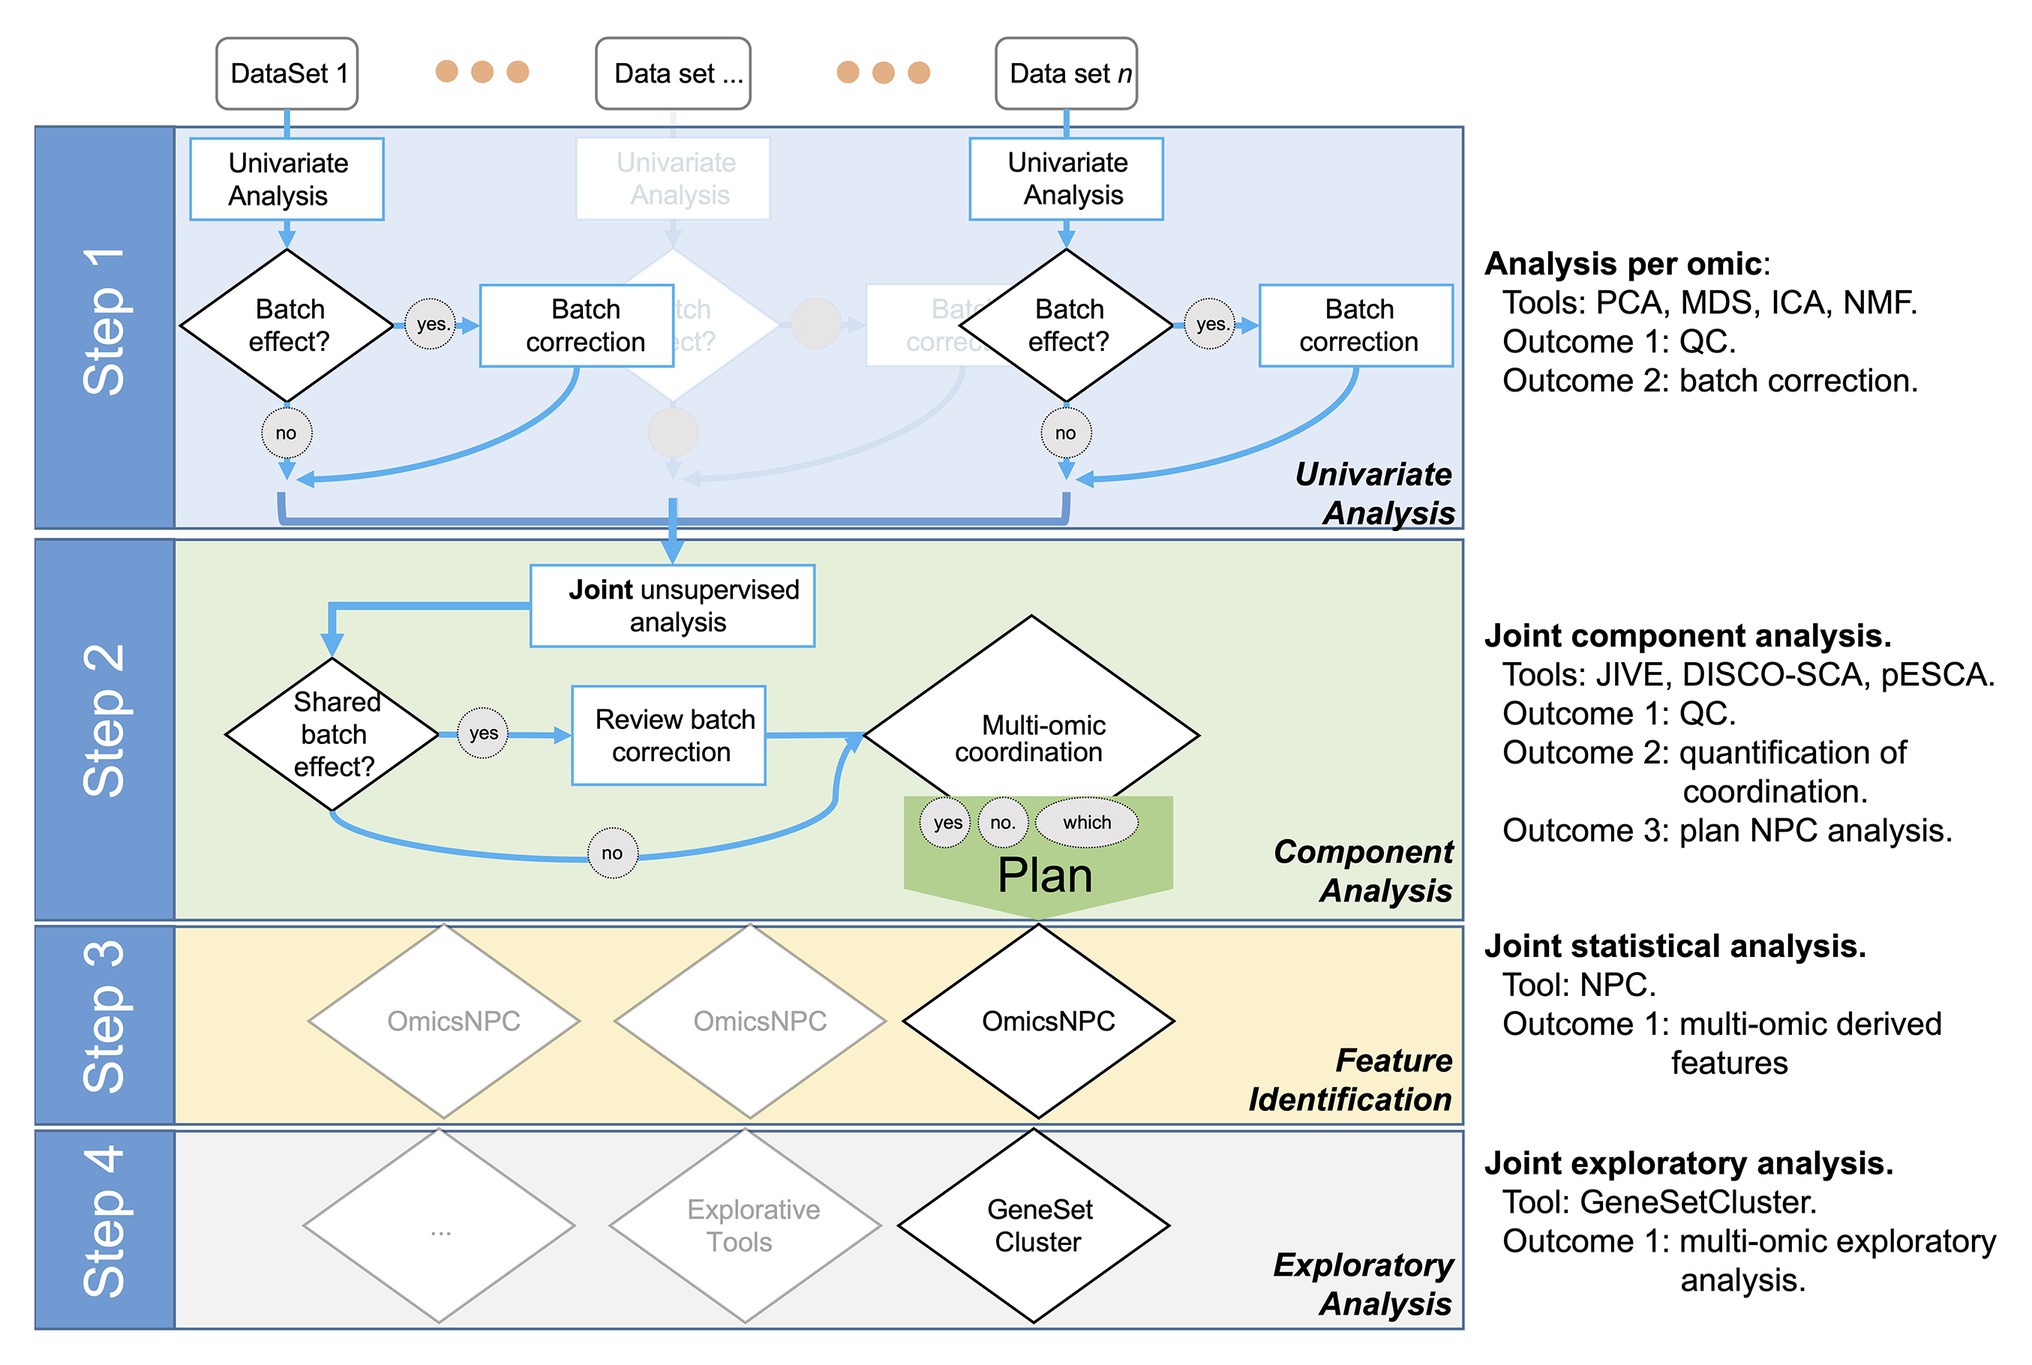 DataSet 1
Data set ...
Data set n
Step 1
Univariate
Analysis
Univariate
Analysis
Univariate
Analysis
Batch
effect?
yes.
Batch
correction
Batch
effect?
yes.
Batch
correction
no
no
Univariate
Analysis
Analysis per omic:
Tools: PCA, MDS, ICA, NMF.
Outcome 1: QC.
Outcome 2: batch correction.
Step 2
Joint unsupervised
analysis
Shared
batch
effect?
yes
Review batch
correction
no
Multi-omic
coordination
yes
no.
which
Plan
Component
Analysis
Joint component analysis.
Tools: JIVE, DISCO-SCA, pESCA.
Outcome 1: QC.
Outcome 2: quantification of
coordination.
Outcome 3: plan NPC analysis.
Step 3
OmicsNPC
OmicsNPC
OmicsNPC
Feature
Identification
Joint statistical analysis.
Tool: NPC.
Outcome 1: multi-omic derived
features
Step 4
...
Explorative
Tools
GeneSet
Cluster
Exploratory
Analysis
Joint exploratory analysis.
Tool: GeneSetCluster.
Outcome 1: multi-omic exploratory
analysis.